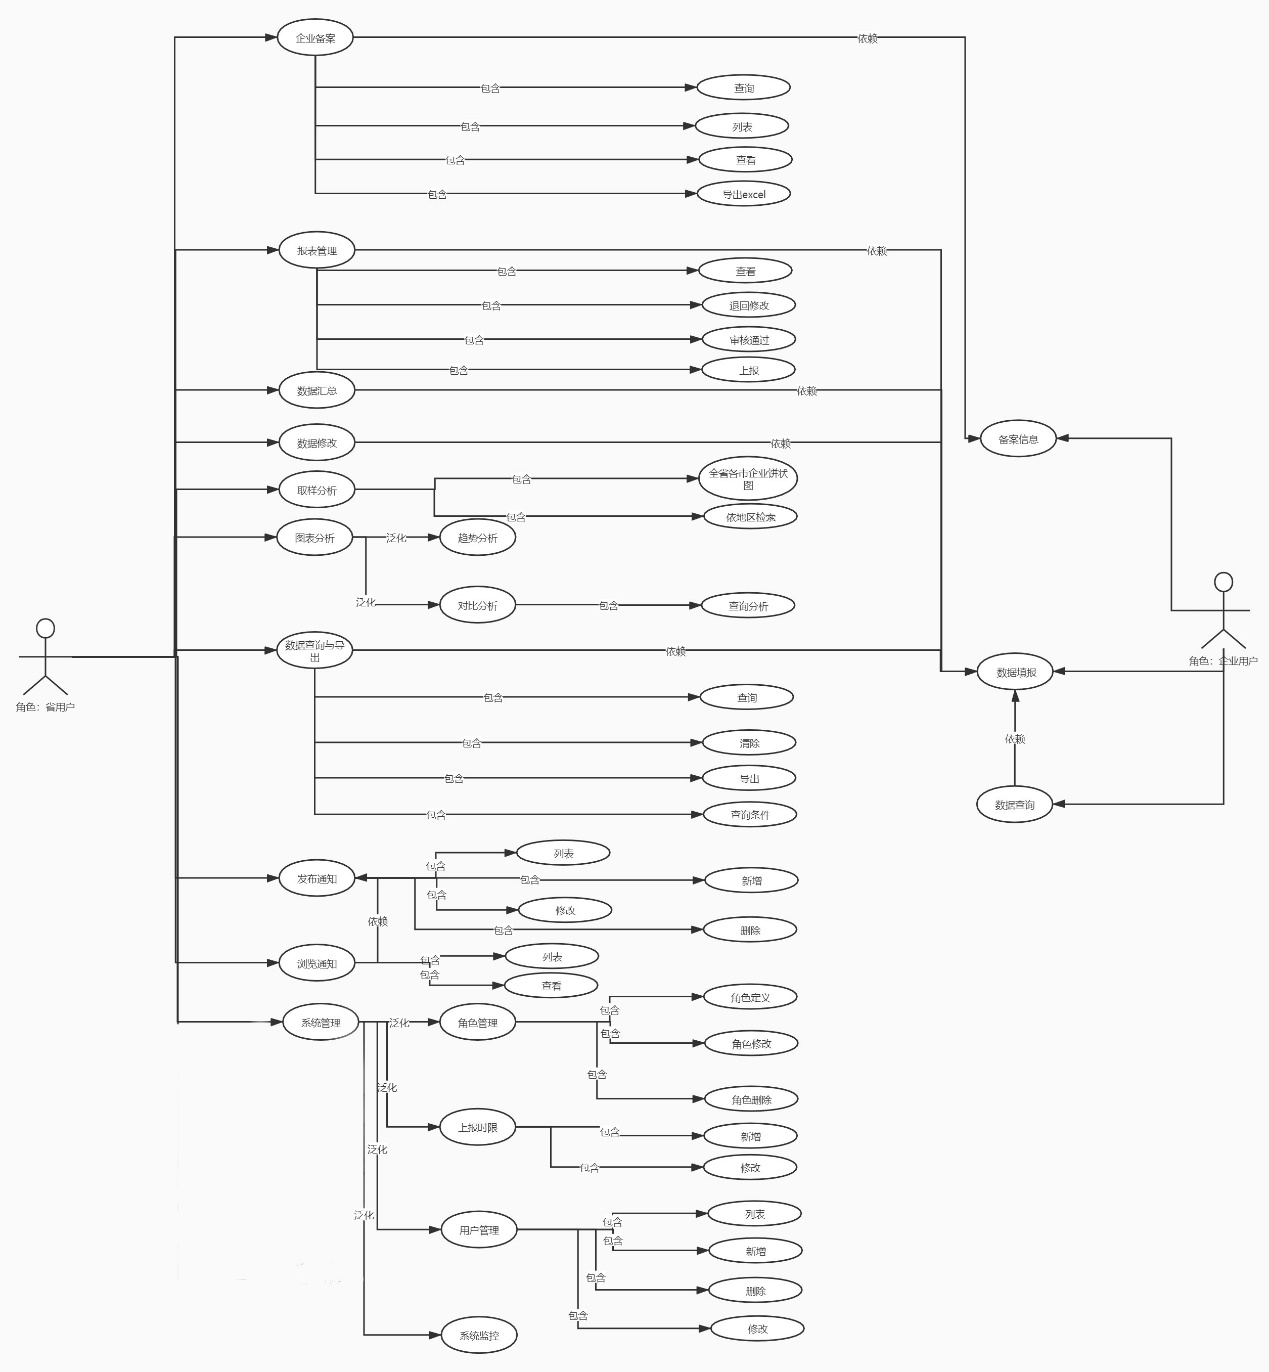 企业备案
依赖
包含
查询
包含
列表
包含
查看
包含
导出excel
报表管理
依赖
包含
查看
包含
退回修改
包含
审核通过
包含
上报
数据汇总
依赖
数据修改
依赖
备案信息
取样分析
包含
全省各市企业饼状
图
包含
依地区检索
图表分析
泛化
趋势分析
泛化
对比分析
包含
查询分析
角色：省用户
角色：企业用户
数据查询与导
出
依赖
数据填报
包含
查询
包含
清除
依赖
包含
导出
包含
查询条件
数据查询
发布通知
包含
列表
包含
新增
包含
修改
包含
删除
依赖
浏览通知
包含
列表
包含
查看
系统管理
泛化
角色管理
包含
角色定义
包含
角色修改
包含
角色删除
泛化
上报时限
包含
新增
包含
修改
泛化
用户管理
包含
列表
包含
新增
包含
删除
包含
修改
泛化
系统监控